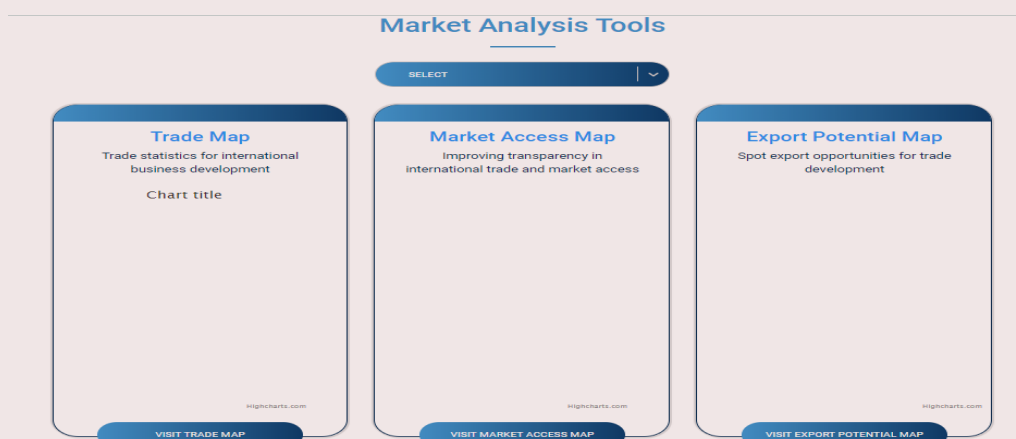 Market Analysis Tools
SELECT
Trade Map
Trade statistics for international
business development
Chart title
Highcharts.com
VISIT TRADE MAP
Market Access Map
Improving transparency in
international trade and market access
Highcharts.com
VISIT MARKET ACCESS MAP
Export Potential Map
Spot export opportunities for trade
development
Highcharts.com
VISIT EXPORT POTENTIAL MAP